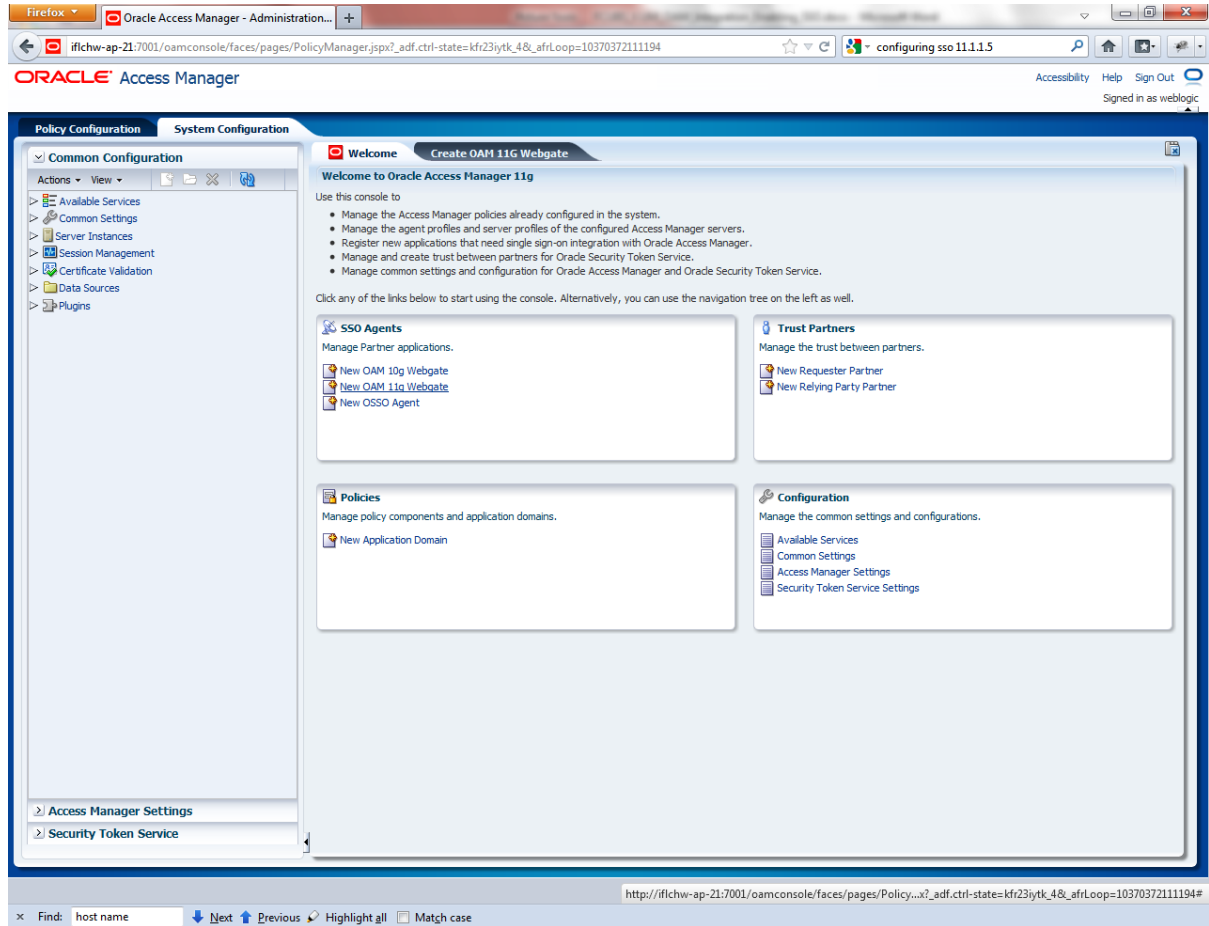 Firefox
Oracle Access Manager - Administration...
iflchw-ap-21:7001/oamconsole/faces/pages/PolicyManager.jspx?_adf.ctrl-state=kfr23iytk_4&_afrLoop=10370372111194
configuring sso 11.1.1.5
ORACLE Access Manager
Accessibility Help Sign Out
Signed in as weblogic
Policy Configuration System Configuration
Common Configuration
Welcome Create OAM 11G Webgate
Actions View
Available Services
Common Settings
Server Instances
Session Management
Certificate Validation
Data Sources
Plugins
Welcome to Oracle Access Manager 11g
Use this console to
• Manage the Access Manager policies already configured in the system.
• Manage the agent profiles and server profiles of the configured Access Manager servers.
• Register new applications that need single sign-on integration with Oracle Access Manager.
• Manage and create trust between partners for Oracle Security Token Service.
• Manage common settings and configuration for Oracle Access Manager and Oracle Security Token Service.
Click any of the links below to start using the console. Alternatively, you can use the navigation tree on the left as well.
SSO Agents
Manage Partner applications.
New OAM 10g Webgate
New OAM 11g Webgate
New OSSO Agent
Trust Partners
Manage the trust between partners.
New Requester Partner
New Relying Party Partner
Policies
Manage policy components and application domains.
New Application Domain
Configuration
Manage the common settings and configurations.
Available Services
Common Settings
Access Manager Settings
Security Token Service Settings
Access Manager Settings
Security Token Service
http://iflchw-ap-21:7001/oamconsole/faces/pages/Policy...x?_adf.ctrl-state=kfr23iytk_4&_afrLoop=10370372111194#
× Find: host name Next Previous Highlight all Match case